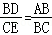 BD/CE = AB/BC